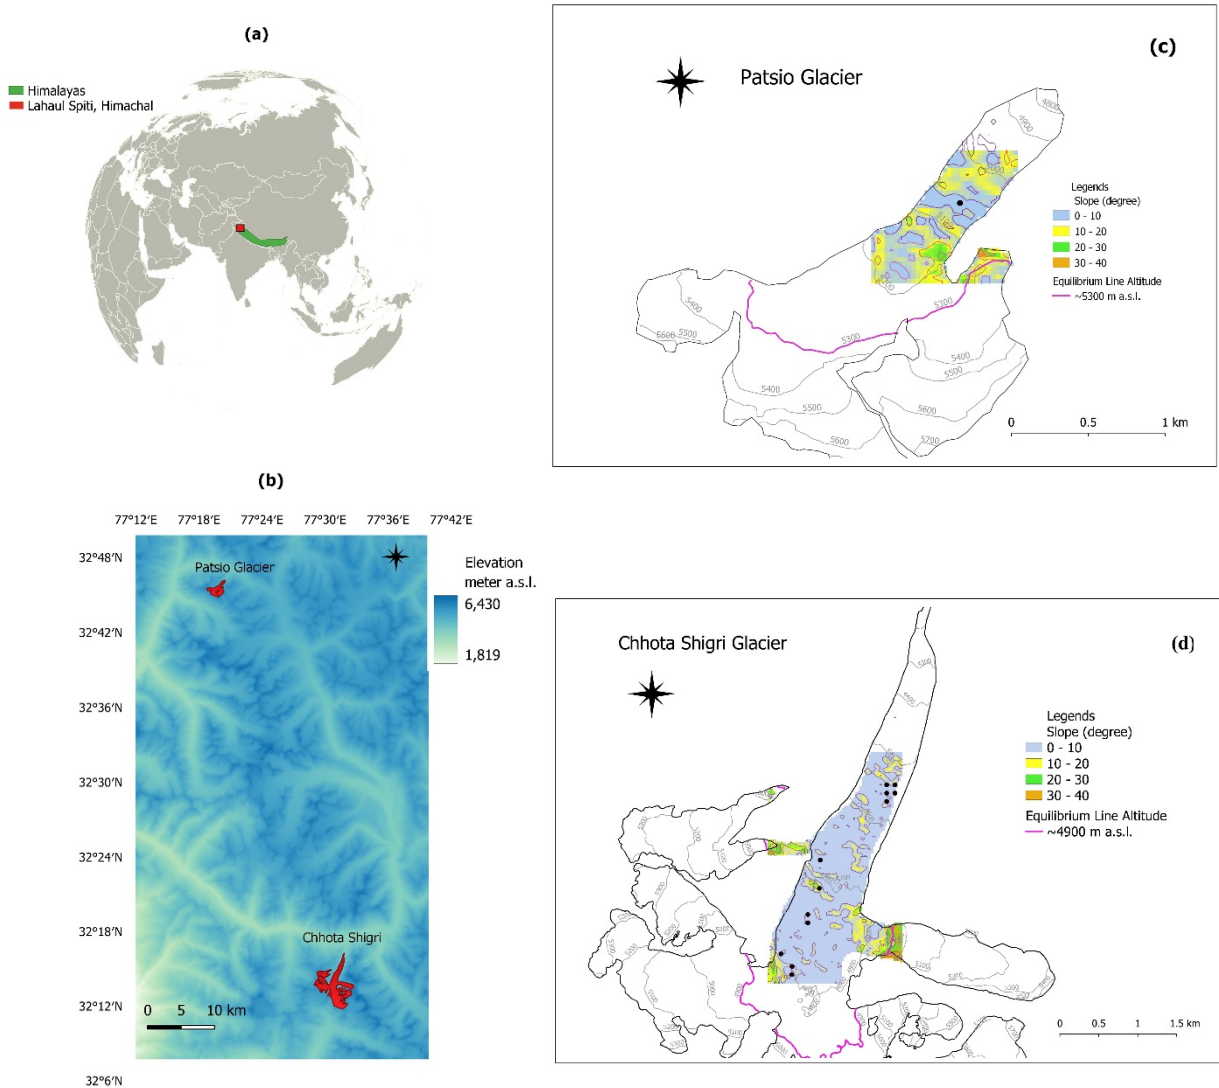 (a)
Himalayas
Lahaul Spiti, Himachal
(b)
77°12′E 77°18′E 77°24′E 77°30′E 77°36′E 77°42′E
32°48′N
32°42′N
32°36′N
32°30′N
32°24′N
32°18′N
32°12′N
32°6′N
Patsio Glacier
Chhota Shigri
0 5 10 km
Elevation
meter a.s.l.
6,430
1,819
(c)
Patsio Glacier
4800
4900
5300
5200
5400
5500
5600
5400
5500
5600
5400
5500
5600
5700
Legends
Slope (degree)
0 - 10
10 - 20
20 - 30
30 - 40
Equilibrium Line Altitude
~5300 m a.s.l.
0 0.5 1 km
(d)
Chhota Shigri Glacier
4400
Legends
Slope (degree)
0 - 10
10 - 20
20 - 30
30 - 40
Equilibrium Line Altitude
~4900 m a.s.l.
0 0.5 1 1.5 km